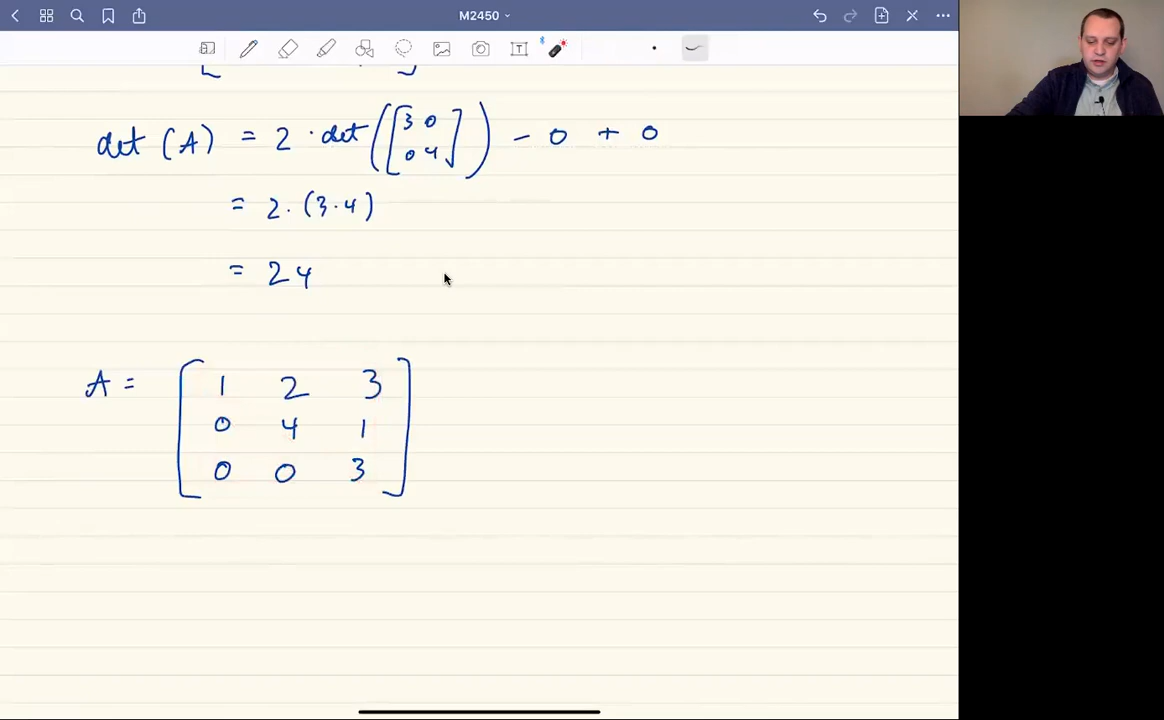 M2450
det (A) = 2 · det ( [ 3 0 ] ) - 0 + 0
0 4
= 2 · (3 · 4)
= 24
A = [ 1 2 3 ]
0 4 1
0 0 3